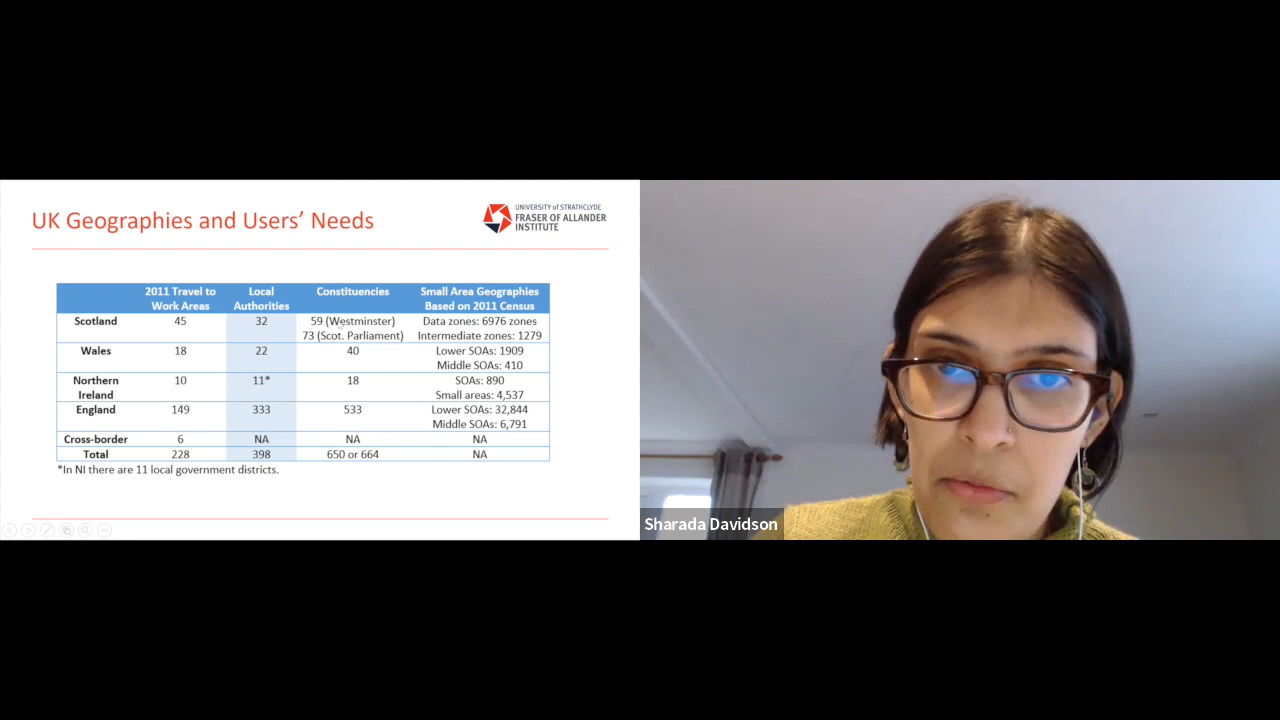 UK Geographies and Users’ Needs
UNIVERSITY of STRATHCLYDE
FRASER OF ALLANDER
INSTITUTE
2011 Travel to Work Areas
Local Authorities
Constituencies
Small Area Geographies Based on 2011 Census
Scotland
45
32
59 (Westminster)
73 (Scot. Parliament)
Data zones: 6976 zones
Intermediate zones: 1279
Wales
18
22
40
Lower SOAs: 1909
Middle SOAs: 410
Northern Ireland
10
11*
18
SOAs: 890
Small areas: 4,537
England
149
333
533
Lower SOAs: 32,844
Middle SOAs: 6,791
Cross-border
6
NA
NA
NA
Total
228
398
650 or 664
NA
*In NI there are 11 local government districts.
Sharada Davidson